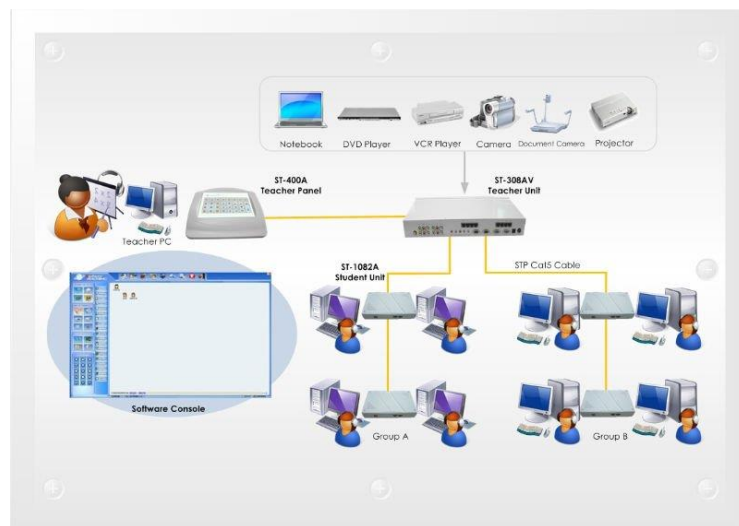 Notebook
DVD Player
VCR Player
Camera
Document Camera
Projector
ST-400A
Teacher Panel
ST-308AV
Teacher Unit
Teacher PC
ST-1082A
Student Unit
STP Cat5 Cable
Software Console
Group A
Group B